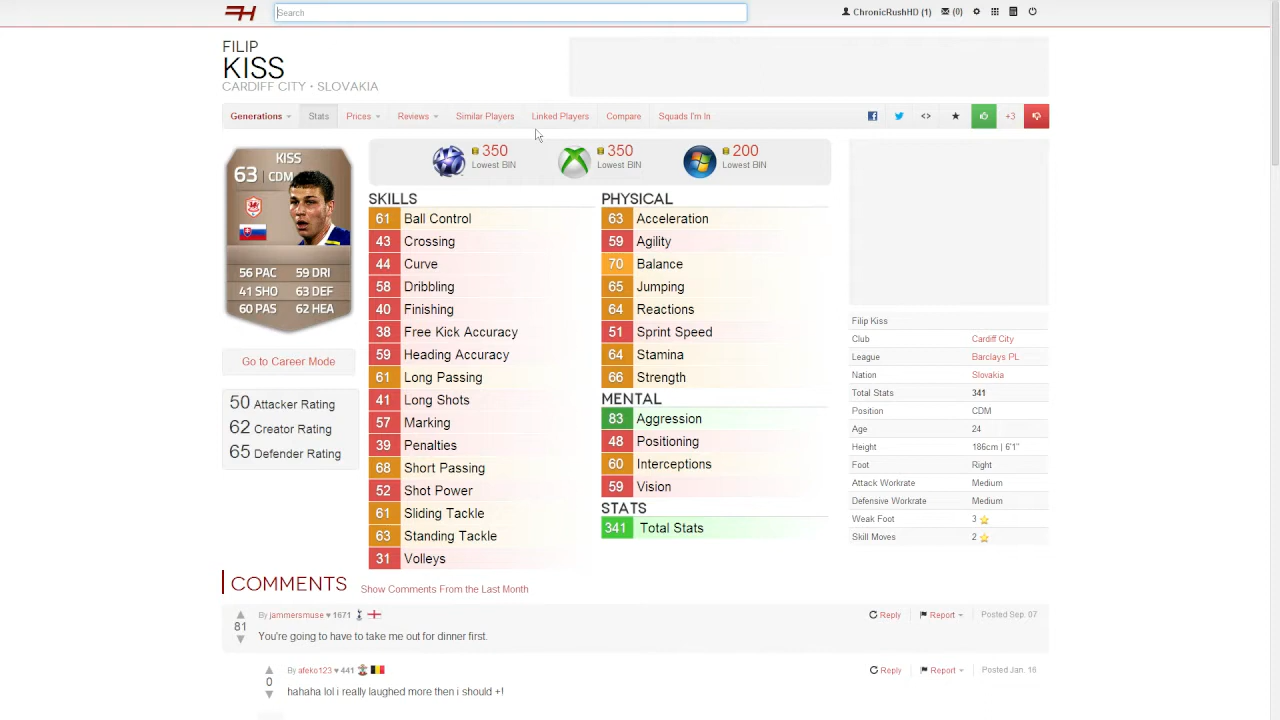 Search
ChronicRushHD (1)
(0)
FILIP
KISS
CARDIFF CITY • SLOVAKIA
Generations
Stats
Prices
Reviews
Similar Players
Linked Players
Compare
Squads I'm In
+3
KISS
63 CDM
56 PAC 59 DRI
41 SHO 63 DEF
60 PAS 62 HEA
Go to Career Mode
50 Attacker Rating
62 Creator Rating
65 Defender Rating
350
Lowest BIN
350
Lowest BIN
200
Lowest BIN
SKILLS
61 Ball Control
43 Crossing
44 Curve
58 Dribbling
40 Finishing
38 Free Kick Accuracy
59 Heading Accuracy
61 Long Passing
41 Long Shots
57 Marking
39 Penalties
68 Short Passing
52 Shot Power
61 Sliding Tackle
63 Standing Tackle
31 Volleys
PHYSICAL
63 Acceleration
59 Agility
70 Balance
65 Jumping
64 Reactions
51 Sprint Speed
64 Stamina
66 Strength
MENTAL
83 Aggression
48 Positioning
60 Interceptions
59 Vision
STATS
341 Total Stats
Filip Kiss
Club Cardiff City
League Barclays PL
Nation Slovakia
Total Stats 341
Position CDM
Age 24
Height 186cm | 6'1"
Foot Right
Attack Workrate Medium
Defensive Workrate Medium
Weak Foot 3
Skill Moves 2
COMMENTS Show Comments From the Last Month
By jammersmuse ♥ 1671
Reply Report Posted Sep. 07
81
You're going to have to take me out for dinner first.
By afeko123 ♥ 441
Reply Report Posted Jan. 16
0
hahaha lol i really laughed more then i should +!